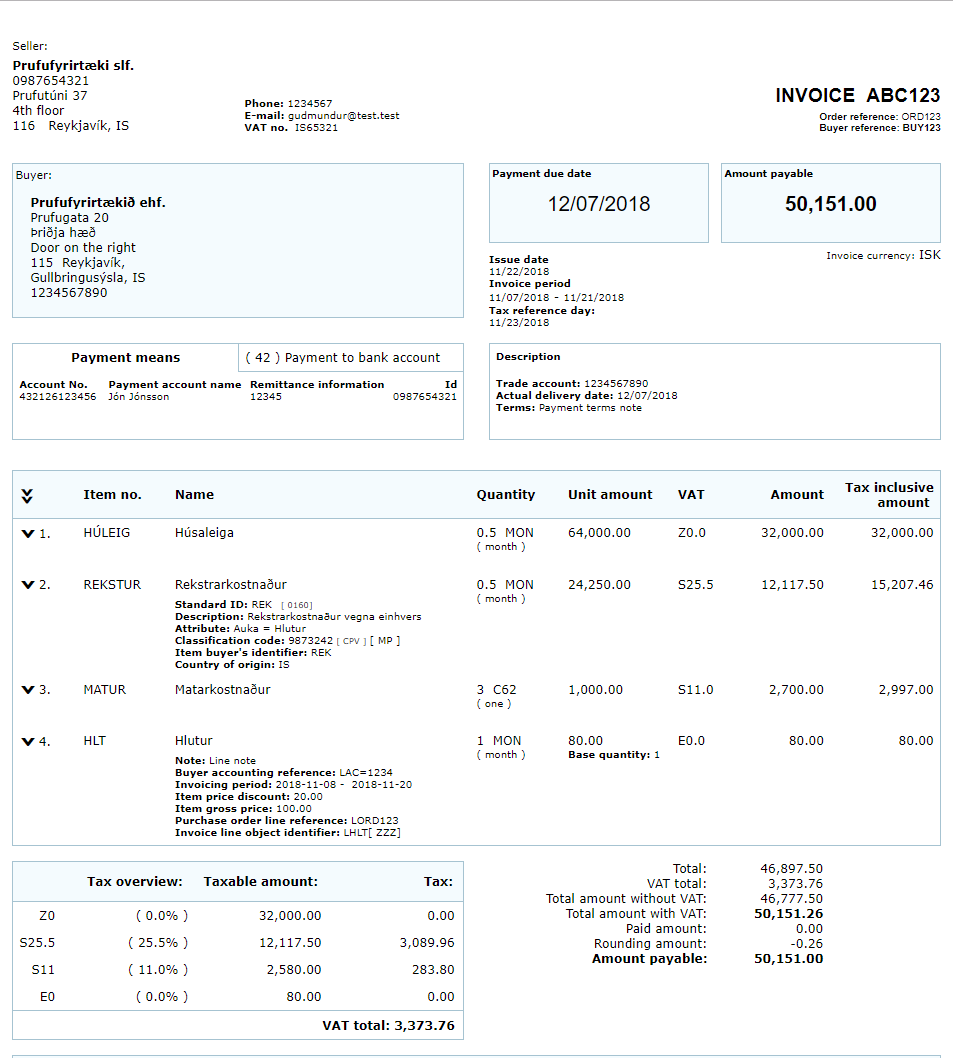 Seller:
Prufufyrirtæki slf.
0987654321
Prufutúni 37
4th floor
116 Reykjavík, IS
Phone: 1234567
E-mail: gudmundur@test.test
VAT no. IS65321
INVOICE ABC123
Order reference: ORD123
Buyer reference: BUY123
Buyer:
Prufufyrirtækið ehf.
Prufugata 20
Þriðja hæð
Door on the right
115 Reykjavík,
Gullbringusýsla, IS
1234567890
Payment due date
12/07/2018
Amount payable
50,151.00
Invoice currency: ISK
Issue date
11/22/2018
Invoice period
11/07/2018 - 11/21/2018
Tax reference day:
11/23/2018
Payment means ( 42 ) Payment to bank account
Account No. Payment account name Remittance information Id
432126123456 Jón Jónsson 12345 0987654321
Description
Trade account: 1234567890
Actual delivery date: 12/07/2018
Terms: Payment terms note
Item no. Name Quantity Unit amount VAT Amount Tax inclusive amount
1. HÚLEIG Húsaleiga 0.5 MON 64,000.00 Z0.0 32,000.00 32,000.00
( month )
2. REKSTUR Rekstrarkostnaður 0.5 MON 24,250.00 S25.5 12,117.50 15,207.46
( month )
Standard ID: REK [ 0160]
Description: Rekstrarkostnaður vegna einhvers
Attribute: Auka = Hlutur
Classification code: 9873242 [ CPV ] [ MP ]
Item buyer's identifier: REK
Country of origin: IS
3. MATUR Matarkostnaður 3 C62 1,000.00 S11.0 2,700.00 2,997.00
( one )
4. HLT Hlutur 1 MON 80.00 E0.0 80.00 80.00
( month ) Base quantity: 1
Note: Line note
Buyer accounting reference: LAC=1234
Invoicing period: 2018-11-08 - 2018-11-20
Item price discount: 20.00
Item gross price: 100.00
Purchase order line reference: LORD123
Invoice line object identifier: LHLT[ ZZZ]
Tax overview: Taxable amount: Tax:
Z0 ( 0.0% ) 32,000.00 0.00
S25.5 ( 25.5% ) 12,117.50 3,089.96
S11 ( 11.0% ) 2,580.00 283.80
E0 ( 0.0% ) 80.00 0.00
VAT total: 3,373.76
Total: 46,897.50
VAT total: 3,373.76
Total amount without VAT: 46,777.50
Total amount with VAT: 50,151.26
Paid amount: 0.00
Rounding amount: -0.26
Amount payable: 50,151.00